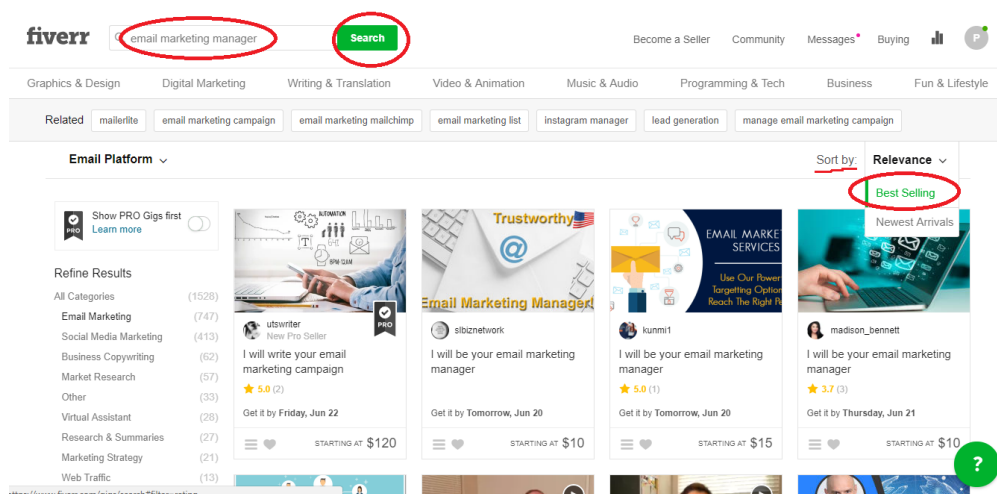 fiverr
email marketing manager
Search
Become a Seller
Community
Messages
Buying
P
Graphics & Design
Digital Marketing
Writing & Translation
Video & Animation
Music & Audio
Programming & Tech
Business
Fun & Lifestyle
Related
mailerlite
email marketing campaign
email marketing mailchimp
email marketing list
instagram manager
lead generation
manage email marketing campaign
Email Platform
Sort by:
Relevance
Best Selling
Newest Arrivals
PRO
Show PRO Gigs first
Learn more
Refine Results
All Categories (1528)
Email Marketing (747)
Social Media Marketing (413)
Business Copywriting (62)
Market Research (57)
Other (33)
Virtual Assistant (28)
Research & Summaries (27)
Marketing Strategy (21)
Web Traffic (13)
AUTOMATION
8PM-12AM
PRO
utswriter
New Pro Seller
I will write your email
marketing campaign
5.0 (2)
Get it by Friday, Jun 22
STARTING AT $120
Trustworthy
@
Email Marketing Manager!
slbiznetwork
I will be your email marketing
manager
Get it by Tomorrow, Jun 20
STARTING AT $10
EMAIL MARKE
SERVICES
Use Our Power
Targetting Option
Reach The Right Pe
kunmi1
I will be your email marketing
manager
5.0 (1)
Get it by Tomorrow, Jun 20
STARTING AT $15
madison_bennett
I will be your email marketing
manager
3.7 (3)
Get it by Thursday, Jun 21
STARTING AT $10
?